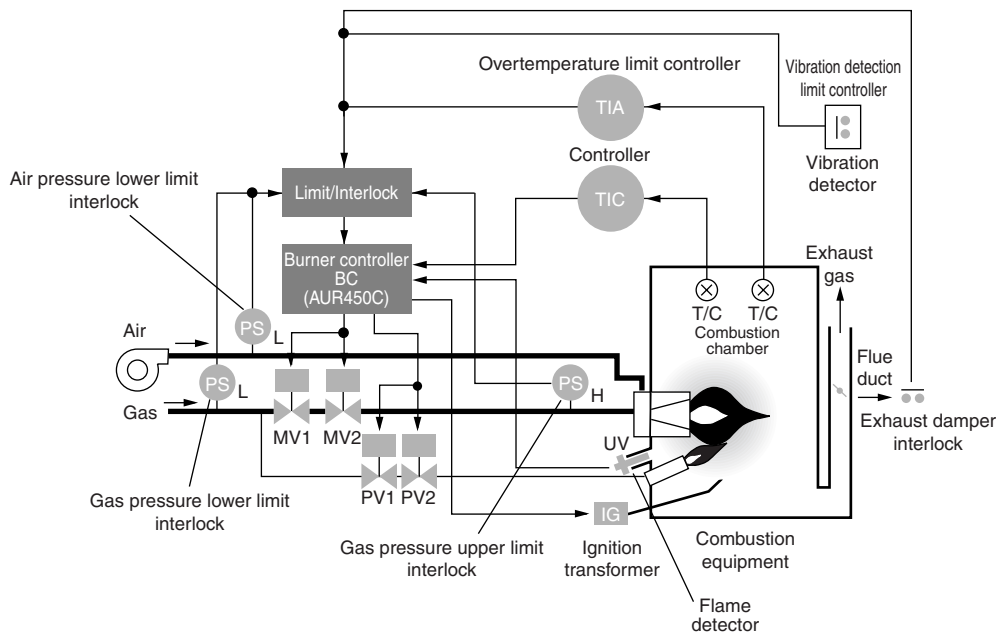 Overtemperature limit controller
Vibration detection
limit controller
TIA
Vibration
detector
Controller
TIC
Air pressure lower limit
interlock
Limit/Interlock
Burner controller
BC
(AUR450C)
Exhaust
gas
T/C
T/C
Combustion
chamber
Air
PS
L
PS
L
Gas
PS
H
Flue
duct
Exhaust damper
interlock
MV1
MV2
UV
PV1
PV2
Gas pressure lower limit
interlock
IG
Gas pressure upper limit
interlock
Ignition
transformer
Combustion
equipment
Flame
detector